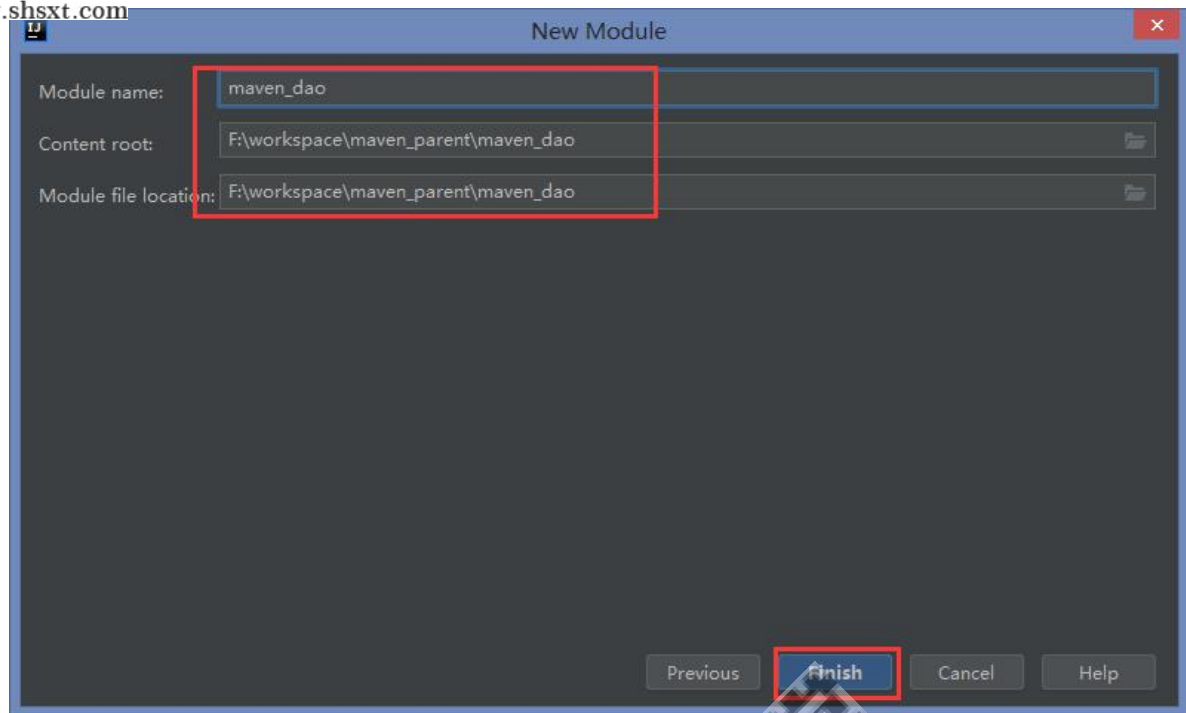 .shsxt.com
IJ
New Module
Module name: maven_dao
Content root: F:\workspace\maven_parent\maven_dao
Module file location: F:\workspace\maven_parent\maven_dao
Previous Finish Cancel Help